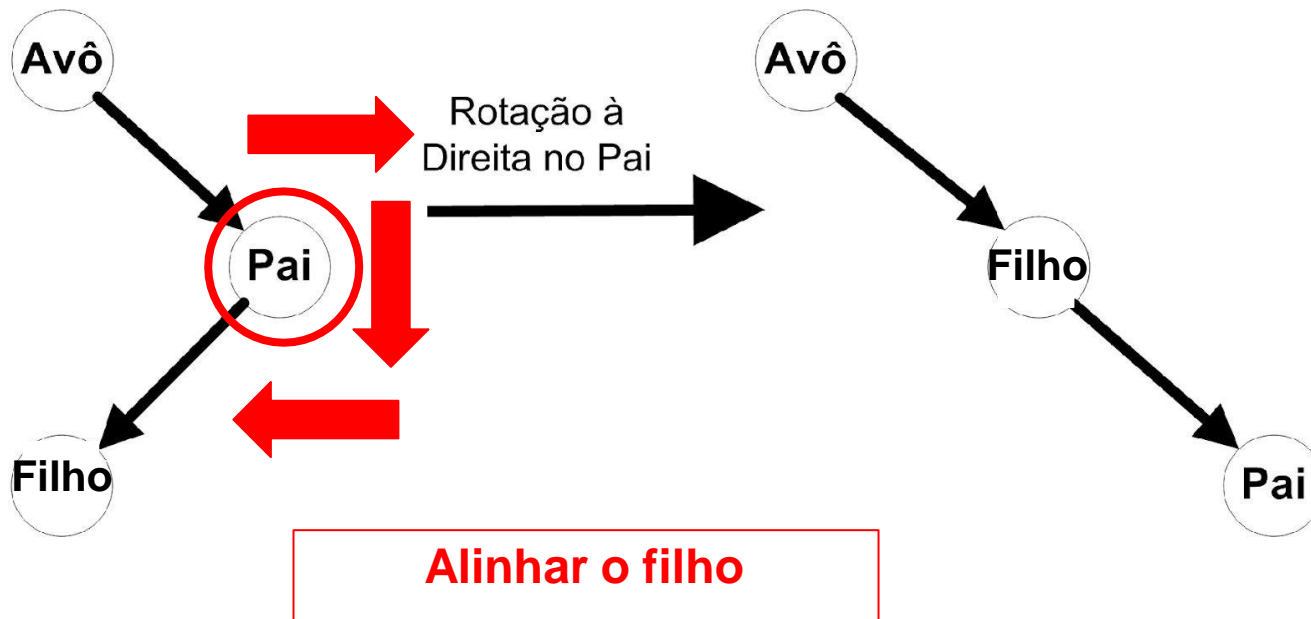 Avô
Avô
Rotação à
Direita no Pai
Pai
Filho
Filho
Pai
Alinhar o filho